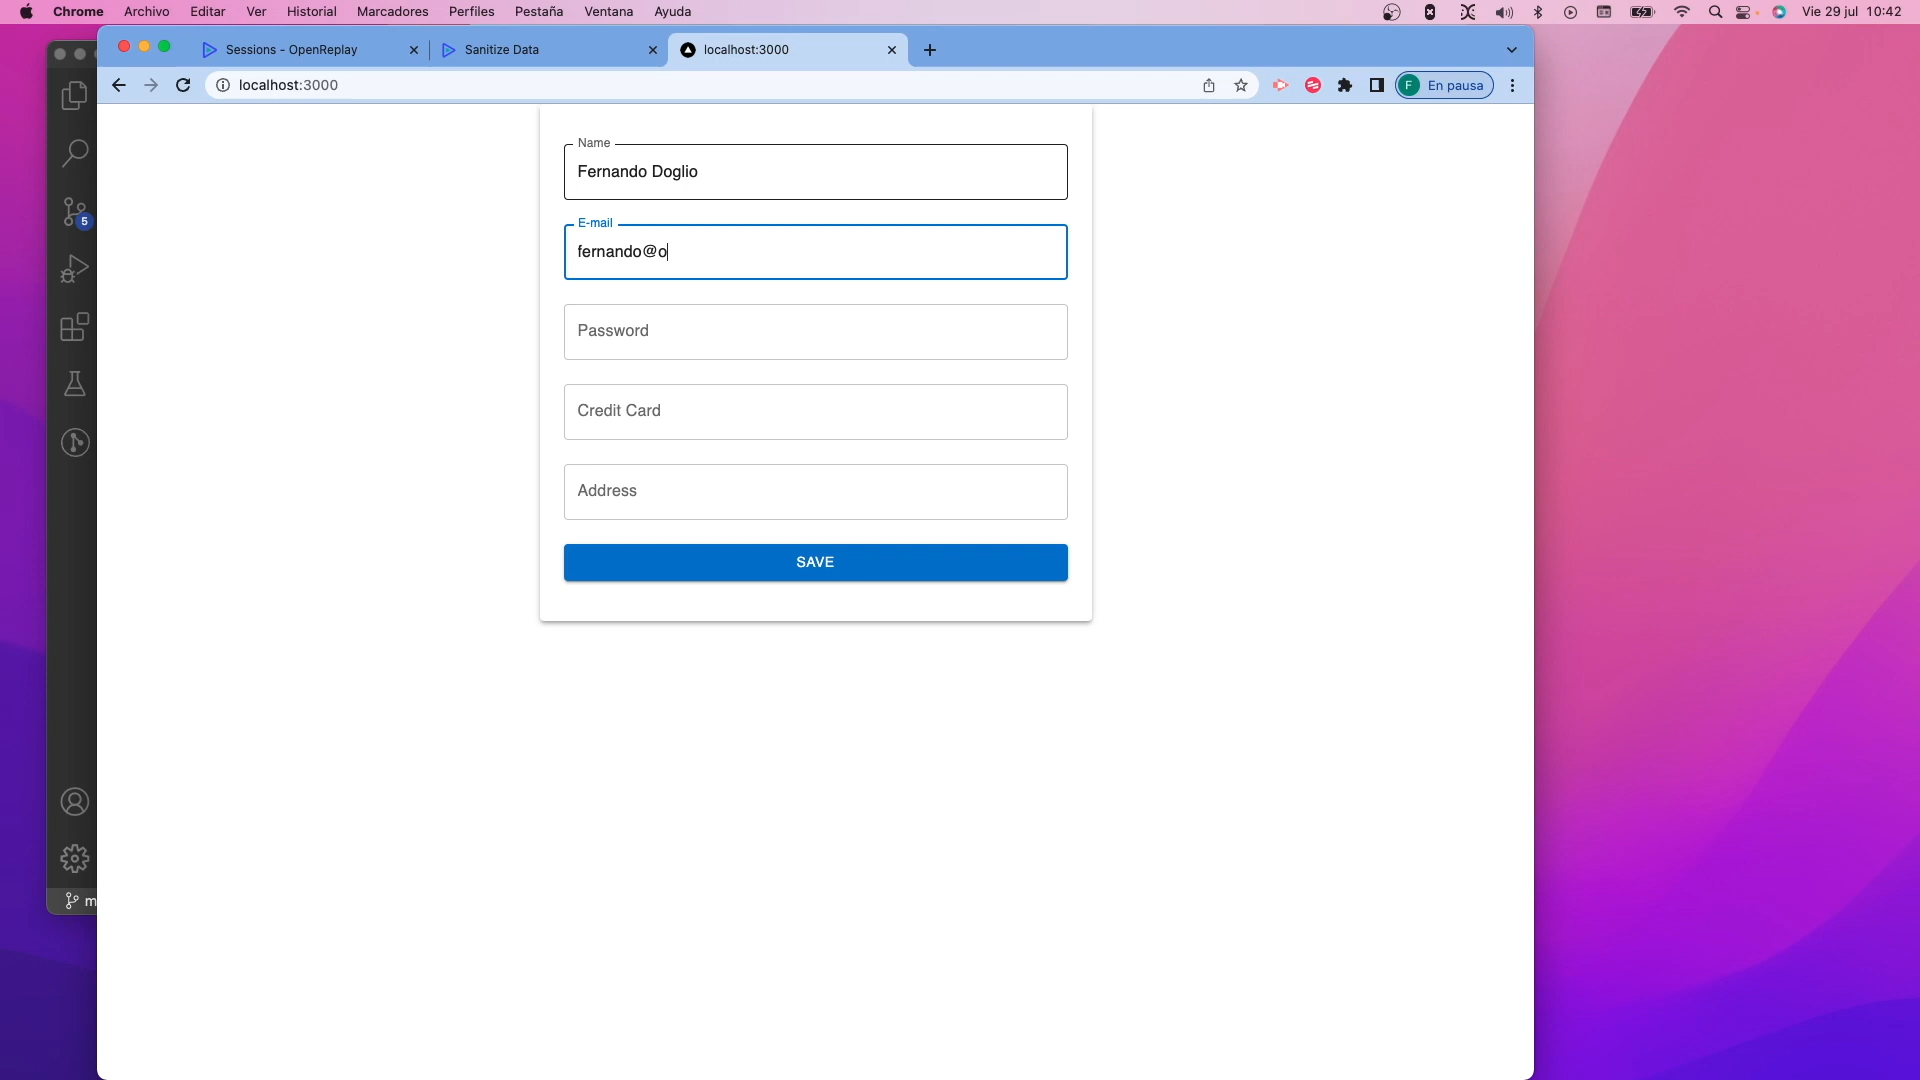 Chrome Archivo Editar Ver Historial Marcadores Perfiles Pestaña Ventana Ayuda Vie 29 jul 10:42
Sessions - OpenReplay Sanitize Data localhost:3000
localhost:3000 F En pausa
Name
Fernando Doglio
5
E-mail
fernando@o
Password
Credit Card
Address
SAVE
m